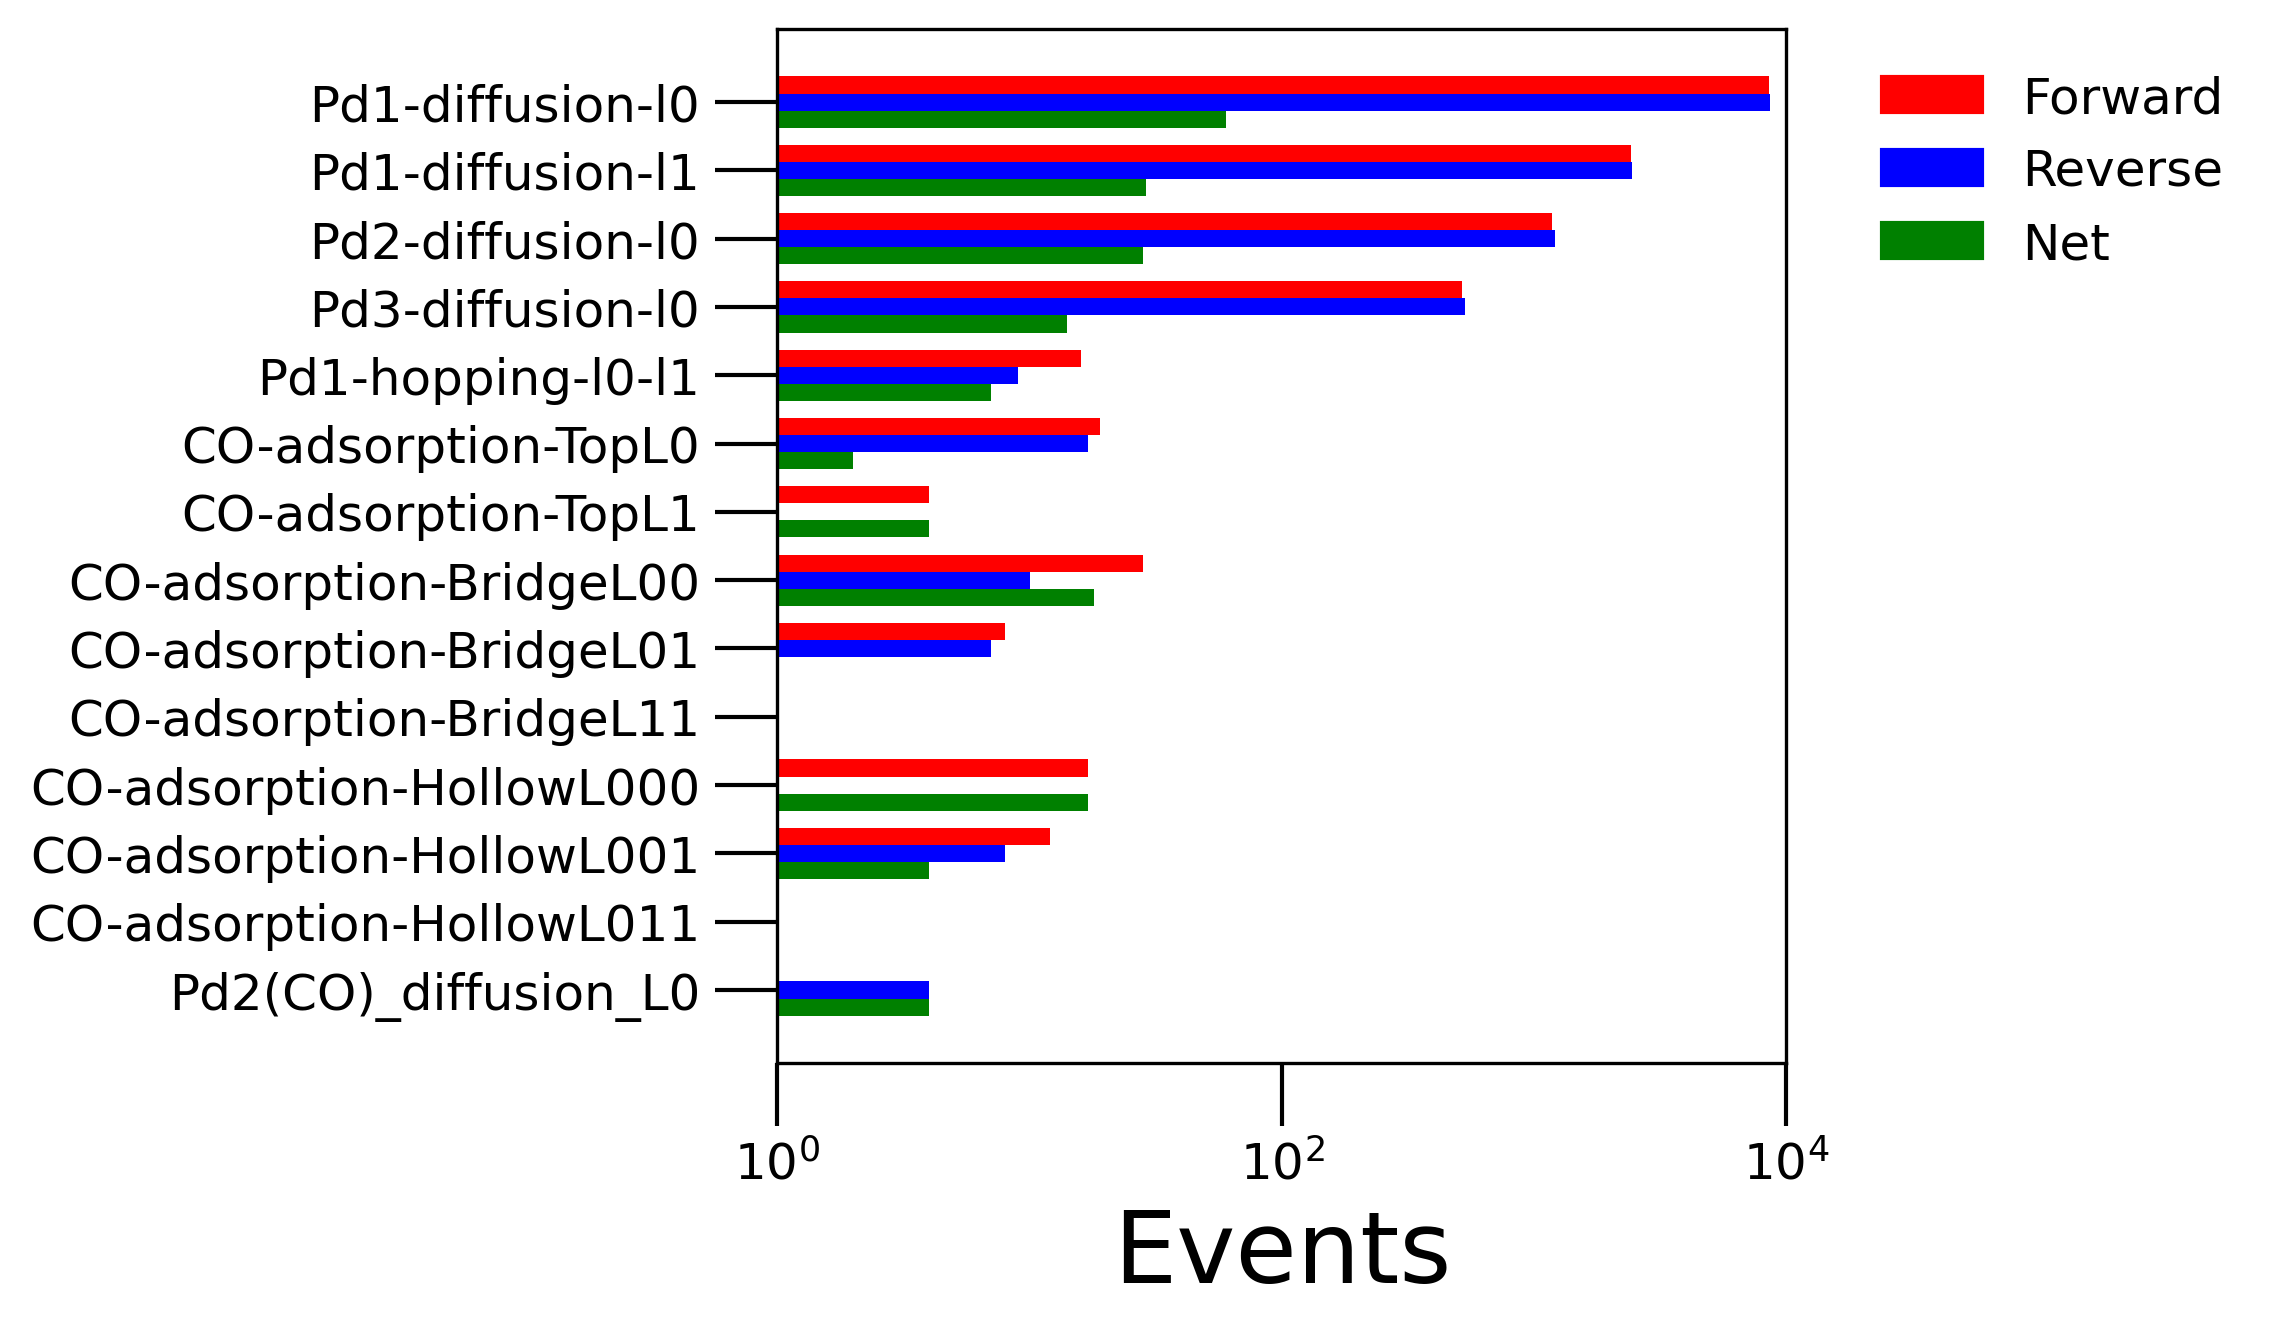 Pd1-diffusion-l0
Pd1-diffusion-l1
Pd2-diffusion-l0
Pd3-diffusion-l0
Pd1-hopping-l0-l1
CO-adsorption-TopL0
CO-adsorption-TopL1
CO-adsorption-BridgeL00
CO-adsorption-BridgeL01
CO-adsorption-BridgeL11
CO-adsorption-HollowL000
CO-adsorption-HollowL001
CO-adsorption-HollowL011
Pd2(CO)_diffusion_L0
10⁰ 10² 10⁴
Events
Forward
Reverse
Net